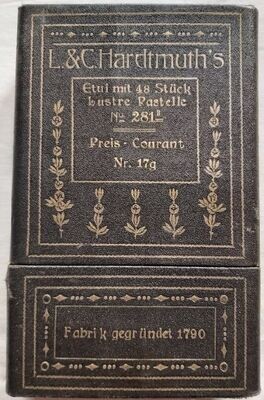 L.&C.Hardtmuth's
Etui mit 48 Stück
Lustre Pastelle
No 281
Preis-Courant
Nr. 17g
Fabrik gegründet 1790